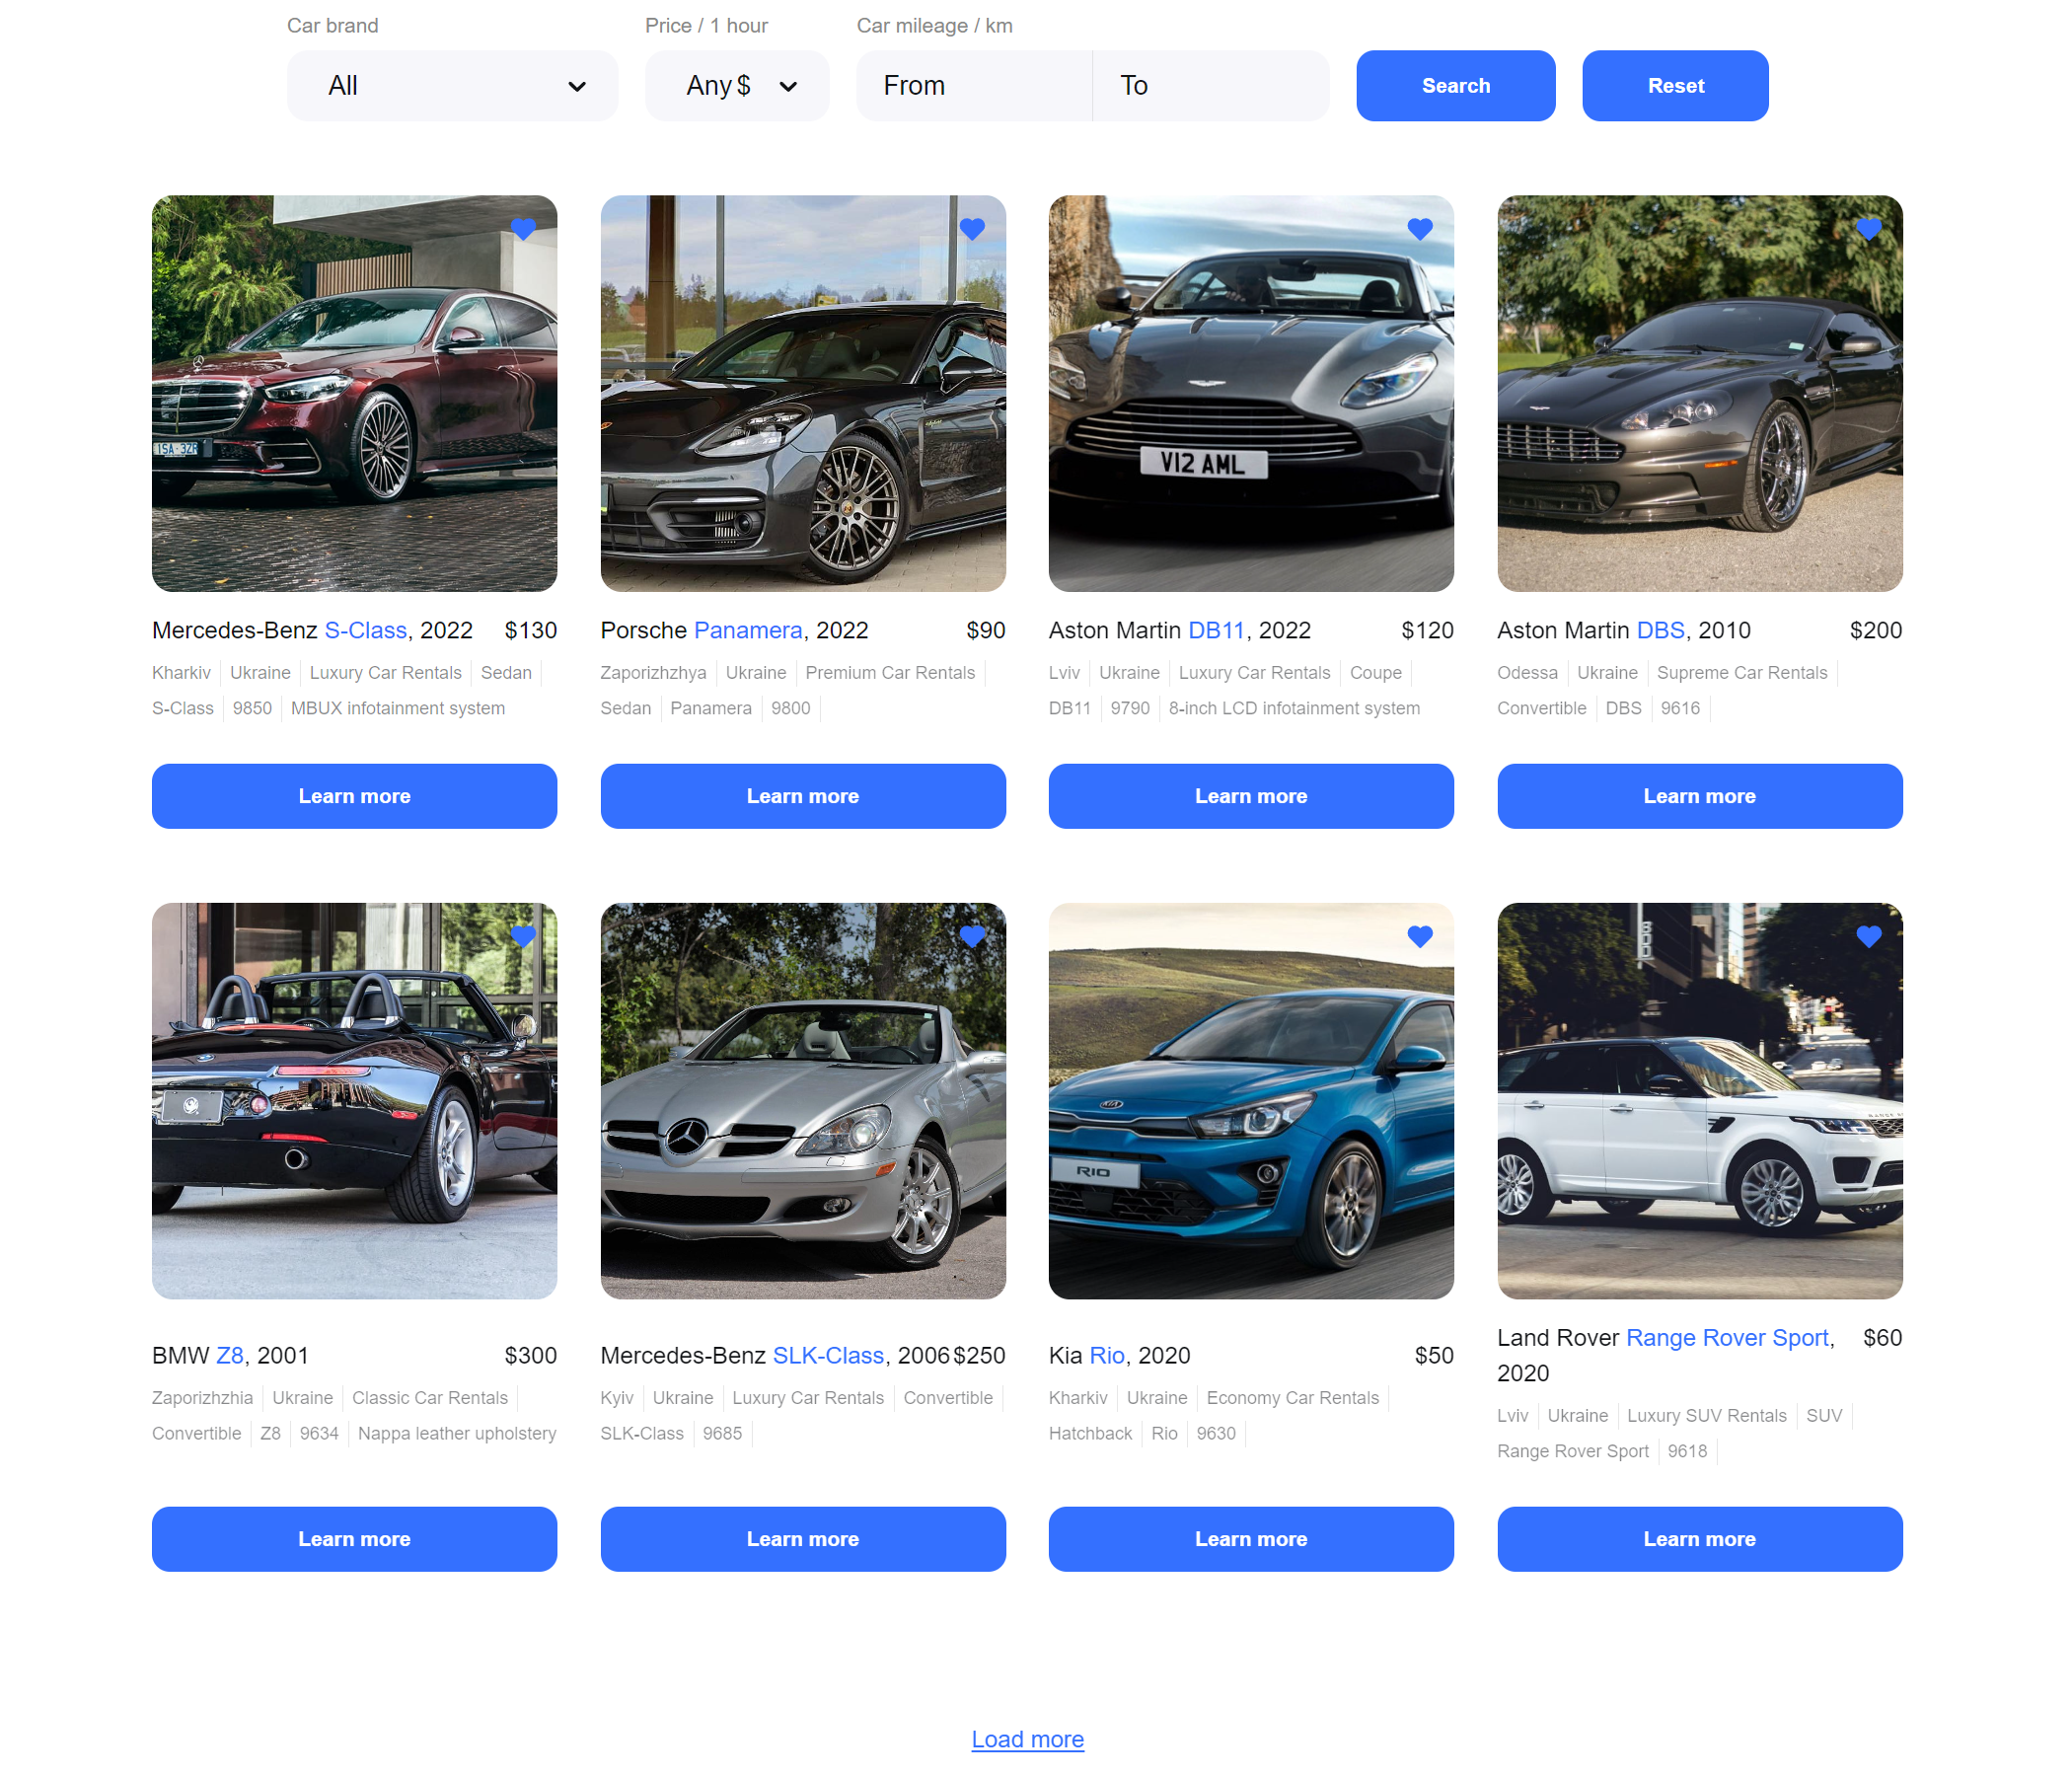 Car brand
Price / 1 hour
Car mileage / km
All
Any $
From
To
Search
Reset
V12 AML
Mercedes-Benz S-Class, 2022 $130
Kharkiv Ukraine Luxury Car Rentals Sedan
S-Class 9850 MBUX infotainment system
Learn more
Porsche Panamera, 2022 $90
Zaporizhzhya Ukraine Premium Car Rentals
Sedan Panamera 9800
Learn more
Aston Martin DB11, 2022 $120
Lviv Ukraine Luxury Car Rentals Coupe
DB11 9790 8-inch LCD infotainment system
Learn more
Aston Martin DBS, 2010 $200
Odessa Ukraine Supreme Car Rentals
Convertible DBS 9616
Learn more
KIA
RIO
BMW Z8, 2001 $300
Zaporizhzhia Ukraine Classic Car Rentals
Convertible Z8 9634 Nappa leather upholstery
Learn more
Mercedes-Benz SLK-Class, 2006 $250
Kyiv Ukraine Luxury Car Rentals Convertible
SLK-Class 9685
Learn more
Kia Rio, 2020 $50
Kharkiv Ukraine Economy Car Rentals
Hatchback Rio 9630
Learn more
Land Rover Range Rover Sport, $60
2020
Lviv Ukraine Luxury SUV Rentals SUV
Range Rover Sport 9618
Learn more
Load more